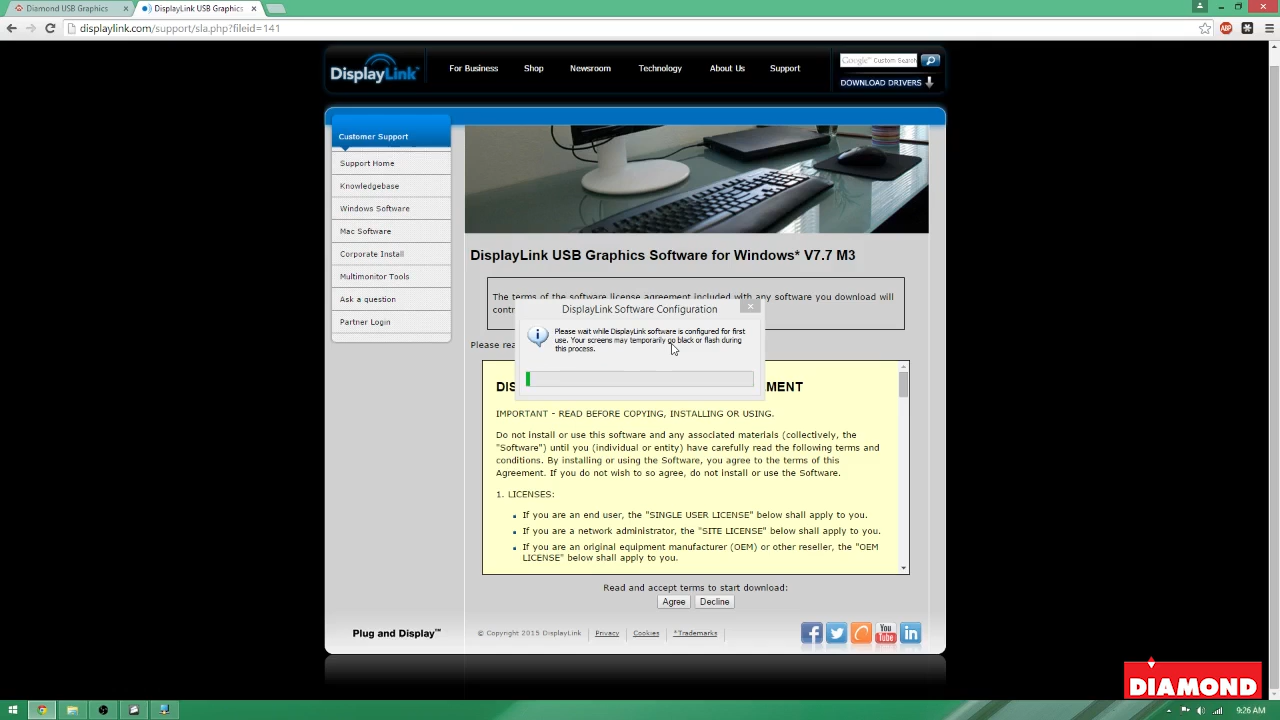 Diamond USB Graphics
DisplayLink USB Graphics
displaylink.com/support/sla.php?fileid=141
ABP
DisplayLink
For Business
Shop
Newsroom
Technology
About Us
Support
Google™ Custom Search
DOWNLOAD DRIVERS
Customer Support
Support Home
Knowledgebase
Windows Software
Mac Software
Corporate Install
Multimonitor Tools
Ask a question
Partner Login
DisplayLink USB Graphics Software for Windows* V7.7 M3
The terms of the software license agreement included with any software you download will
contr
Please rea
DisplayLink Software Configuration
Please wait while DisplayLink software is configured for first
use. Your screens may temporarily go black or flash during
this process.
DIS
MENT
IMPORTANT - READ BEFORE COPYING, INSTALLING OR USING.
Do not install or use this software and any associated materials (collectively, the
"Software") until you (individual or entity) have carefully read the following terms and
conditions. By installing or using the Software, you agree to the terms of this
Agreement. If you do not wish to so agree, do not install or use the Software.
1. LICENSES:
If you are an end user, the "SINGLE USER LICENSE" below shall apply to you.
If you are a network administrator, the "SITE LICENSE" below shall apply to you.
If you are an original equipment manufacturer (OEM) or other reseller, the "OEM
LICENSE" below shall apply to you.
Read and accept terms to start download:
Agree
Decline
Plug and Display™
© Copyright 2015 DisplayLink
Privacy
Cookies
*Trademarks
You
Tube
DIAMOND
9:26 AM